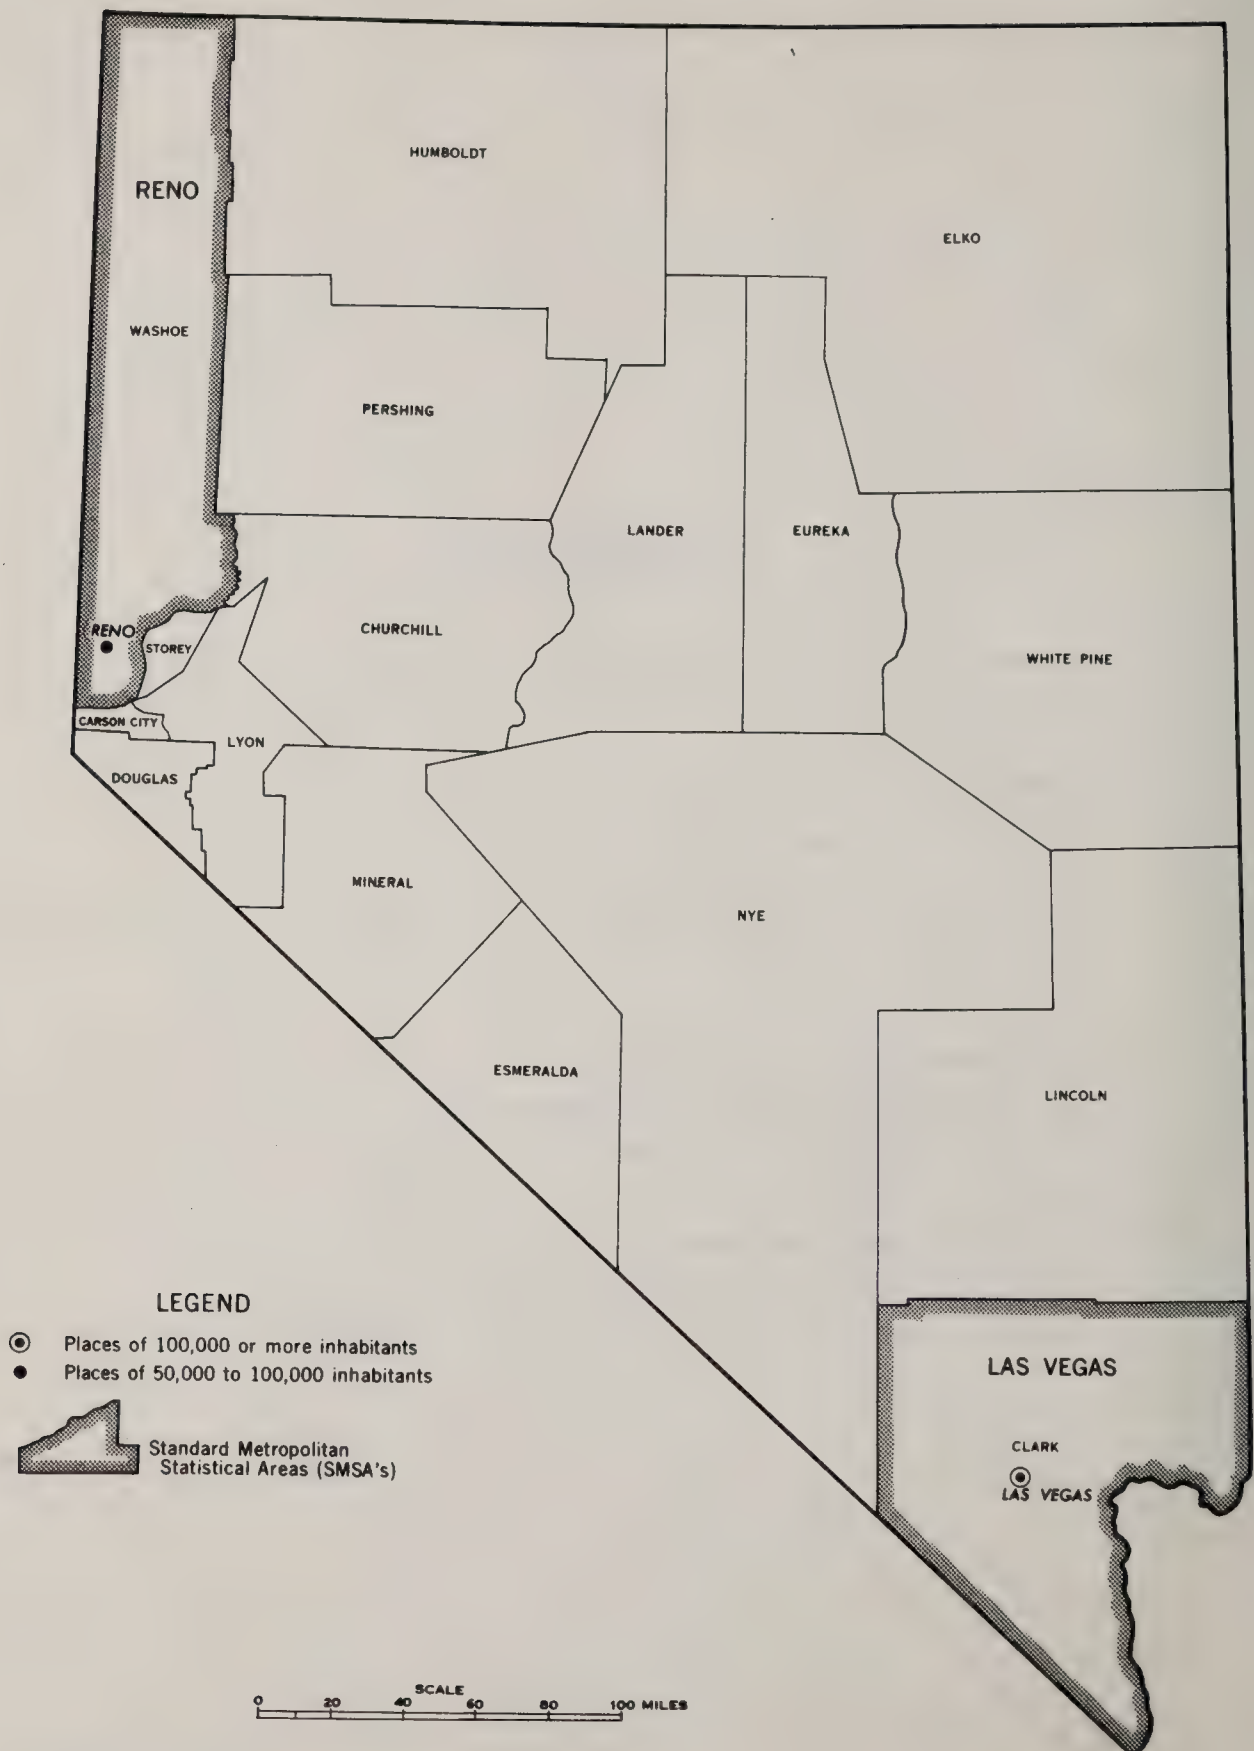 HUMBOLDT
RENO
ELKO
WASHOE
PERSHING
LANDER
EUREKA
RENO
CHURCHILL
STOREY
WHITE PINE
CARSON CITY
LYON
DOUGLAS
MINERAL
NYE
ESMERALDA
LINCOLN
LEGEND
Places of 100,000 or more inhabitants
Places of 50,000 to 100,000 inhabitants
Standard Metropolitan
Statistical Areas (SMSA's)
LAS VEGAS
CLARK
LAS VEGAS
SCALE
0 20 40 60 80 100 MILES